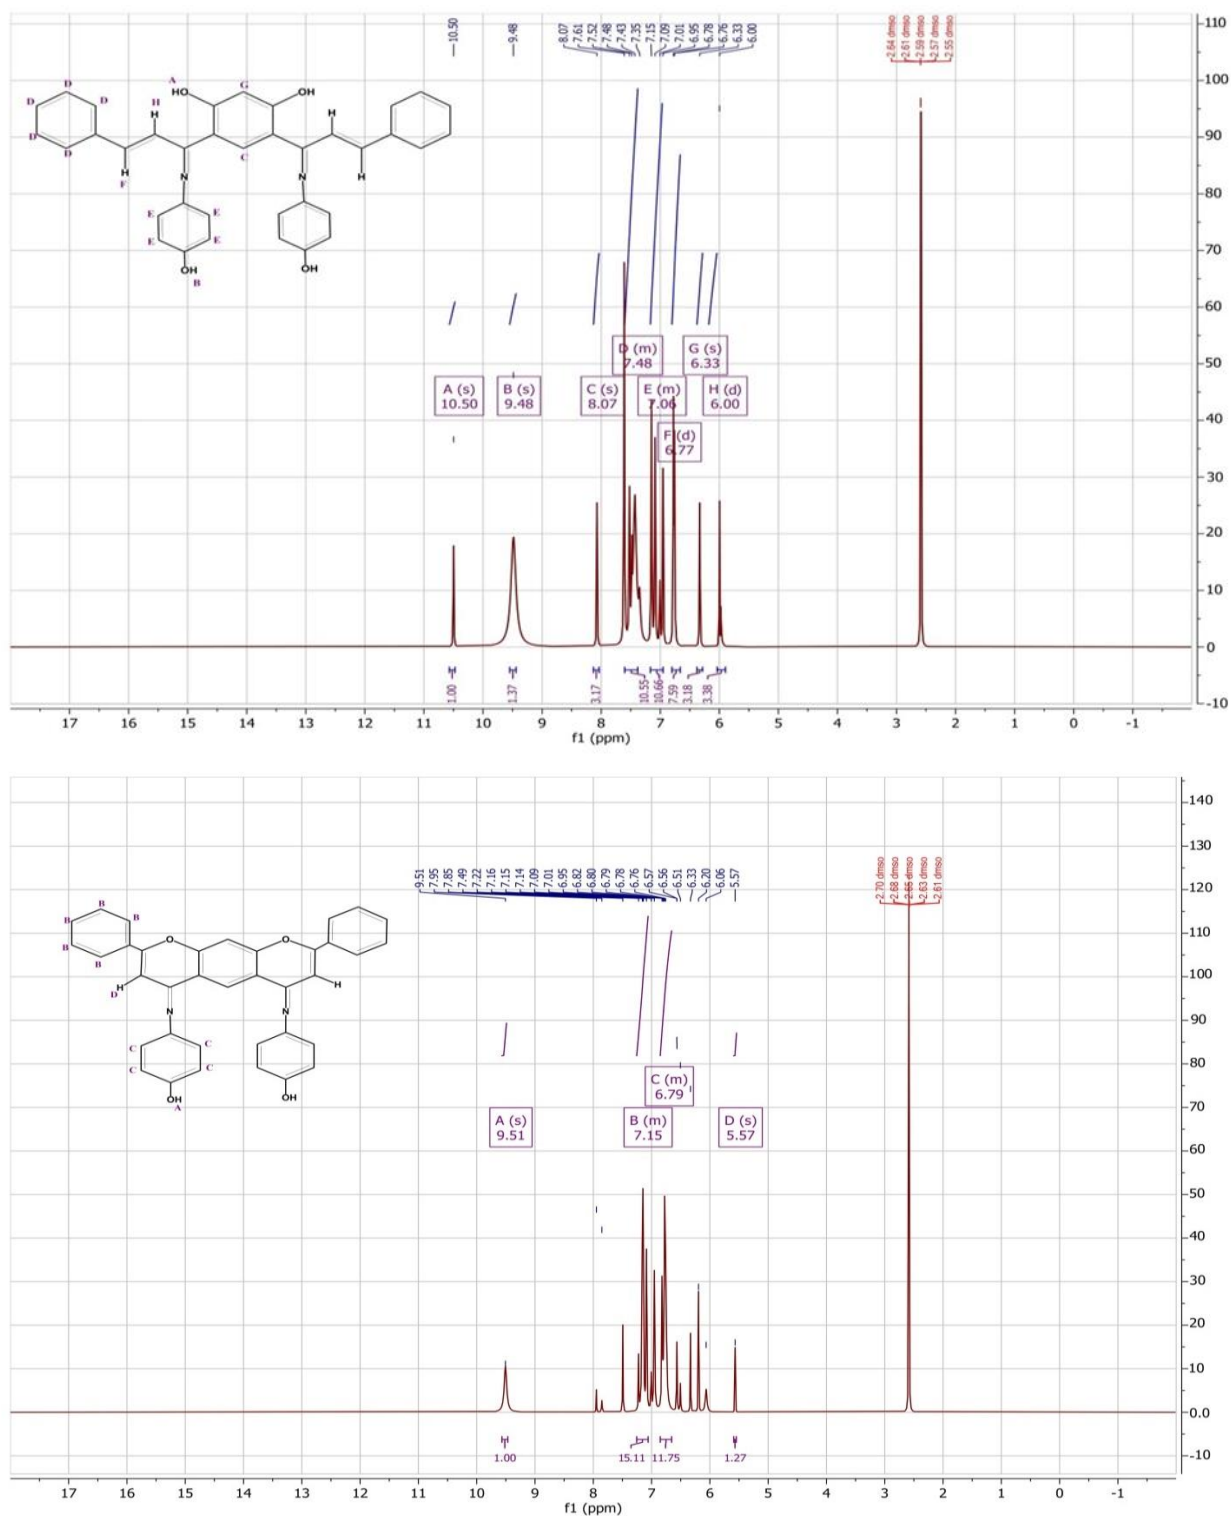 10.50
9.48
8.07
7.61
7.52
7.48
7.43
7.35
7.15
7.09
7.01
6.95
6.78
6.76
6.33
6.00
2.64 dmso
2.61 dmso
2.59 dmso
2.57 dmso
2.55 dmso
A
HO
G
OH
D
D
D
D
D
H
H
F
H
C
N
N
E
E
E
E
OH
B
OH
A (s)
10.50
B (s)
9.48
C (s)
8.07
D (m)
7.48
E (m)
7.06
F (d)
6.77
G (s)
6.33
H (d)
6.00
110
100
90
80
70
60
50
40
30
20
10
0
-10
1.00
1.37
3.17
10.55
10.66
7.59
3.18
3.38
17 16 15 14 13 12 11 10 9 8 7 6 5 4 3 2 1 0 -1
f1 (ppm)
9.51
7.95
7.85
7.49
7.22
7.16
7.15
7.14
7.09
7.01
6.95
6.82
6.80
6.79
6.78
6.76
6.57
6.56
6.51
6.33
6.20
6.06
5.57
2.70 dmso
2.68 dmso
2.65 dmso
2.63 dmso
2.61 dmso
B
B
B
B
B
O
O
H
D
H
N
N
C
C
C
C
OH
A
OH
A (s)
9.51
B (m)
7.15
C (m)
6.79
D (s)
5.57
140
130
120
110
100
90
80
70
60
50
40
30
20
10
0.0
-10
1.00
15.11
11.75
1.27
17 16 15 14 13 12 11 10 9 8 7 6 5 4 3 2 1 0 -1
f1 (ppm)